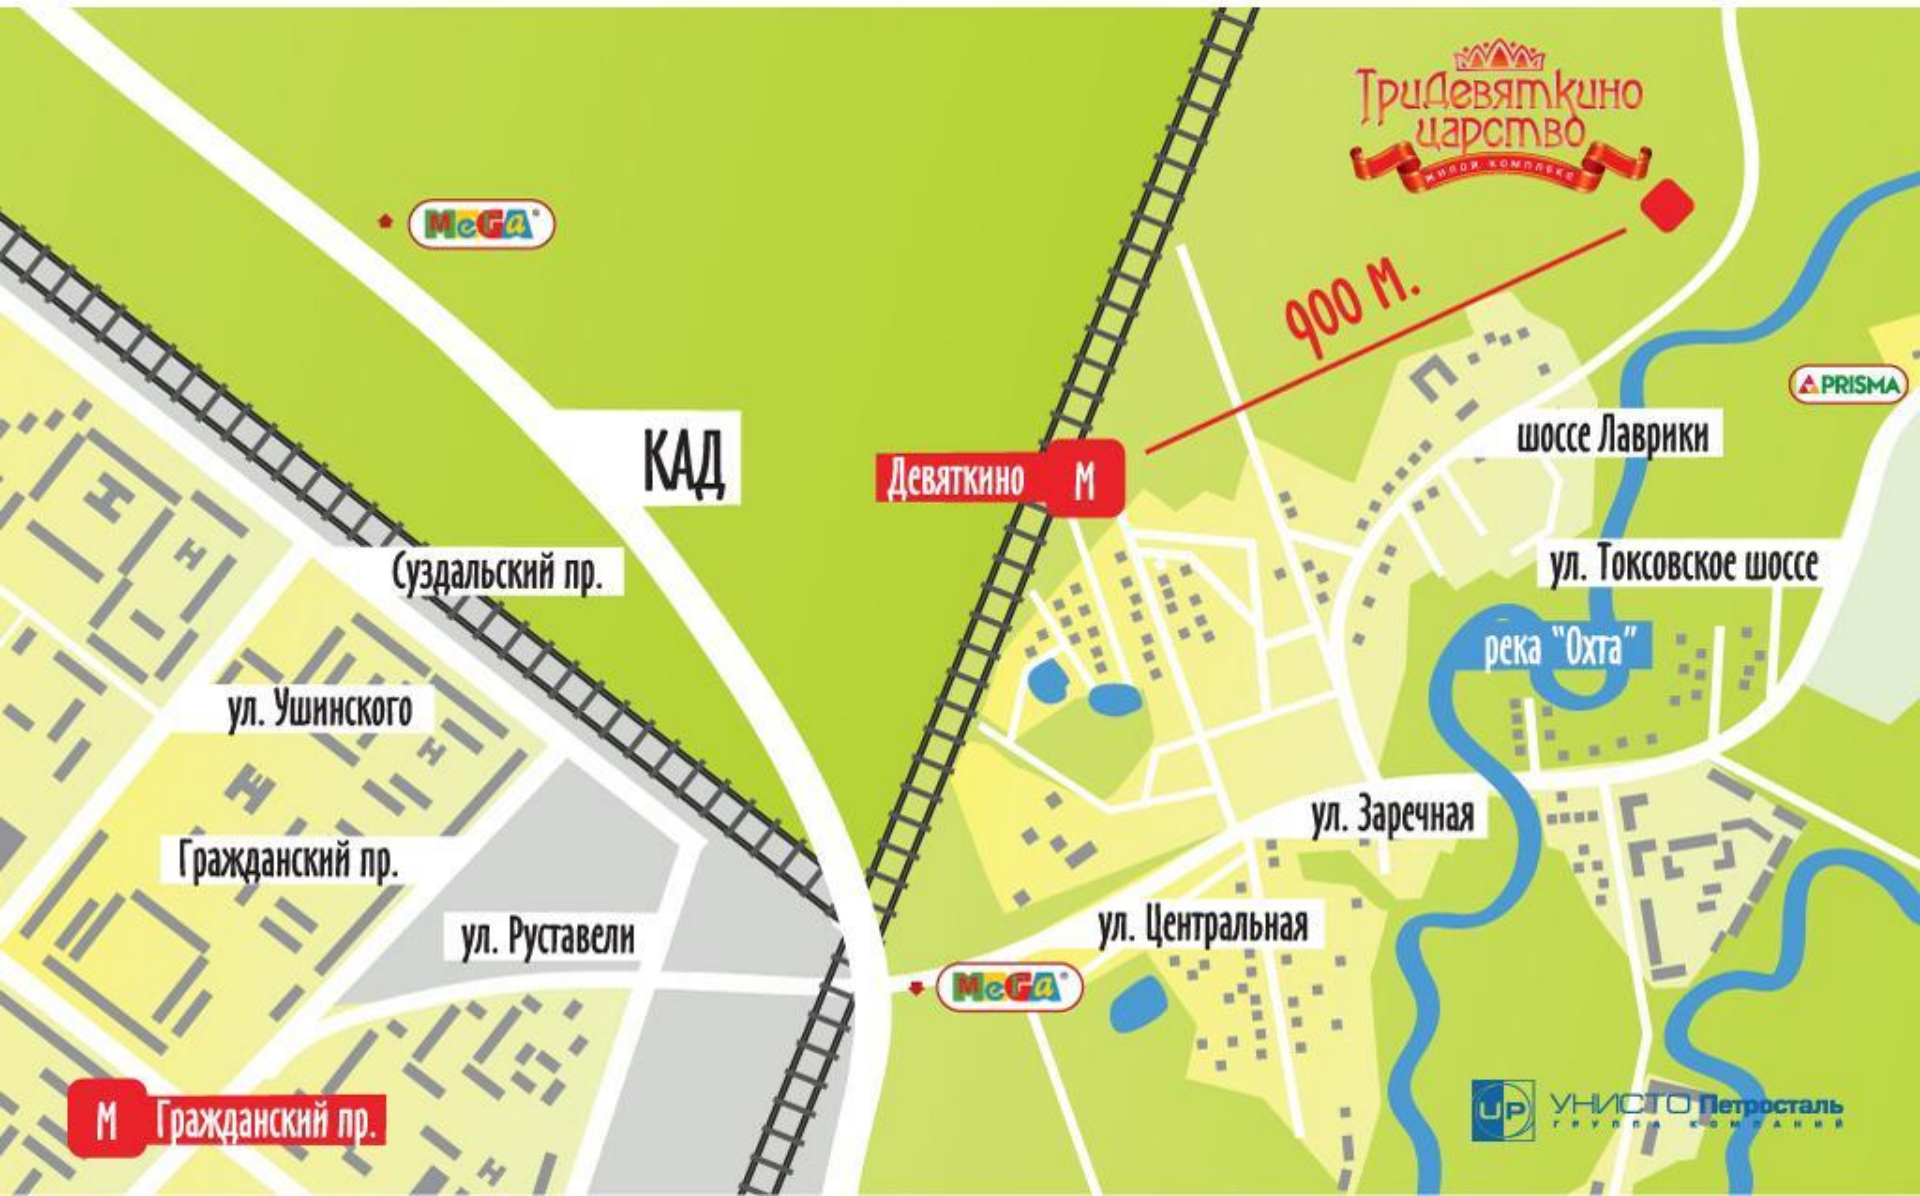 ТриДевяткино
царство
жилой комплекс
MeGa
900 м.
PRISMA
КАД
шоссе Лаврики
Девяткино М
Суздальский пр.
ул. Токсовское шоссе
река "Охта"
ул. Ушинского
ул. Заречная
Гражданский пр.
ул. Руставели
ул. Центральная
MeGa
М Гражданский пр.
UP УНИСТО Петросталь
ГРУППА КОМПАНИЙ